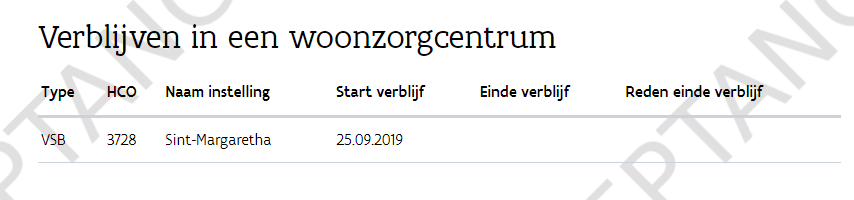 Verblijven in een woonzorgcentrum
Type HCO Naam instelling Start verblijf Einde verblijf Reden einde verblijf
VSB 3728 Sint-Margaretha 25.09.2019